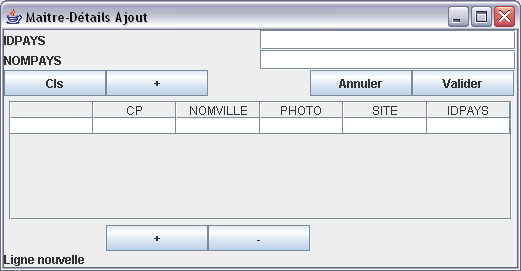 Maitre-Détails Ajout
IDPAYS
NOMPAYS
Cls + Annuler Valider
CP NOMVILLE PHOTO SITE IDPAYS
+ -
Ligne nouvelle